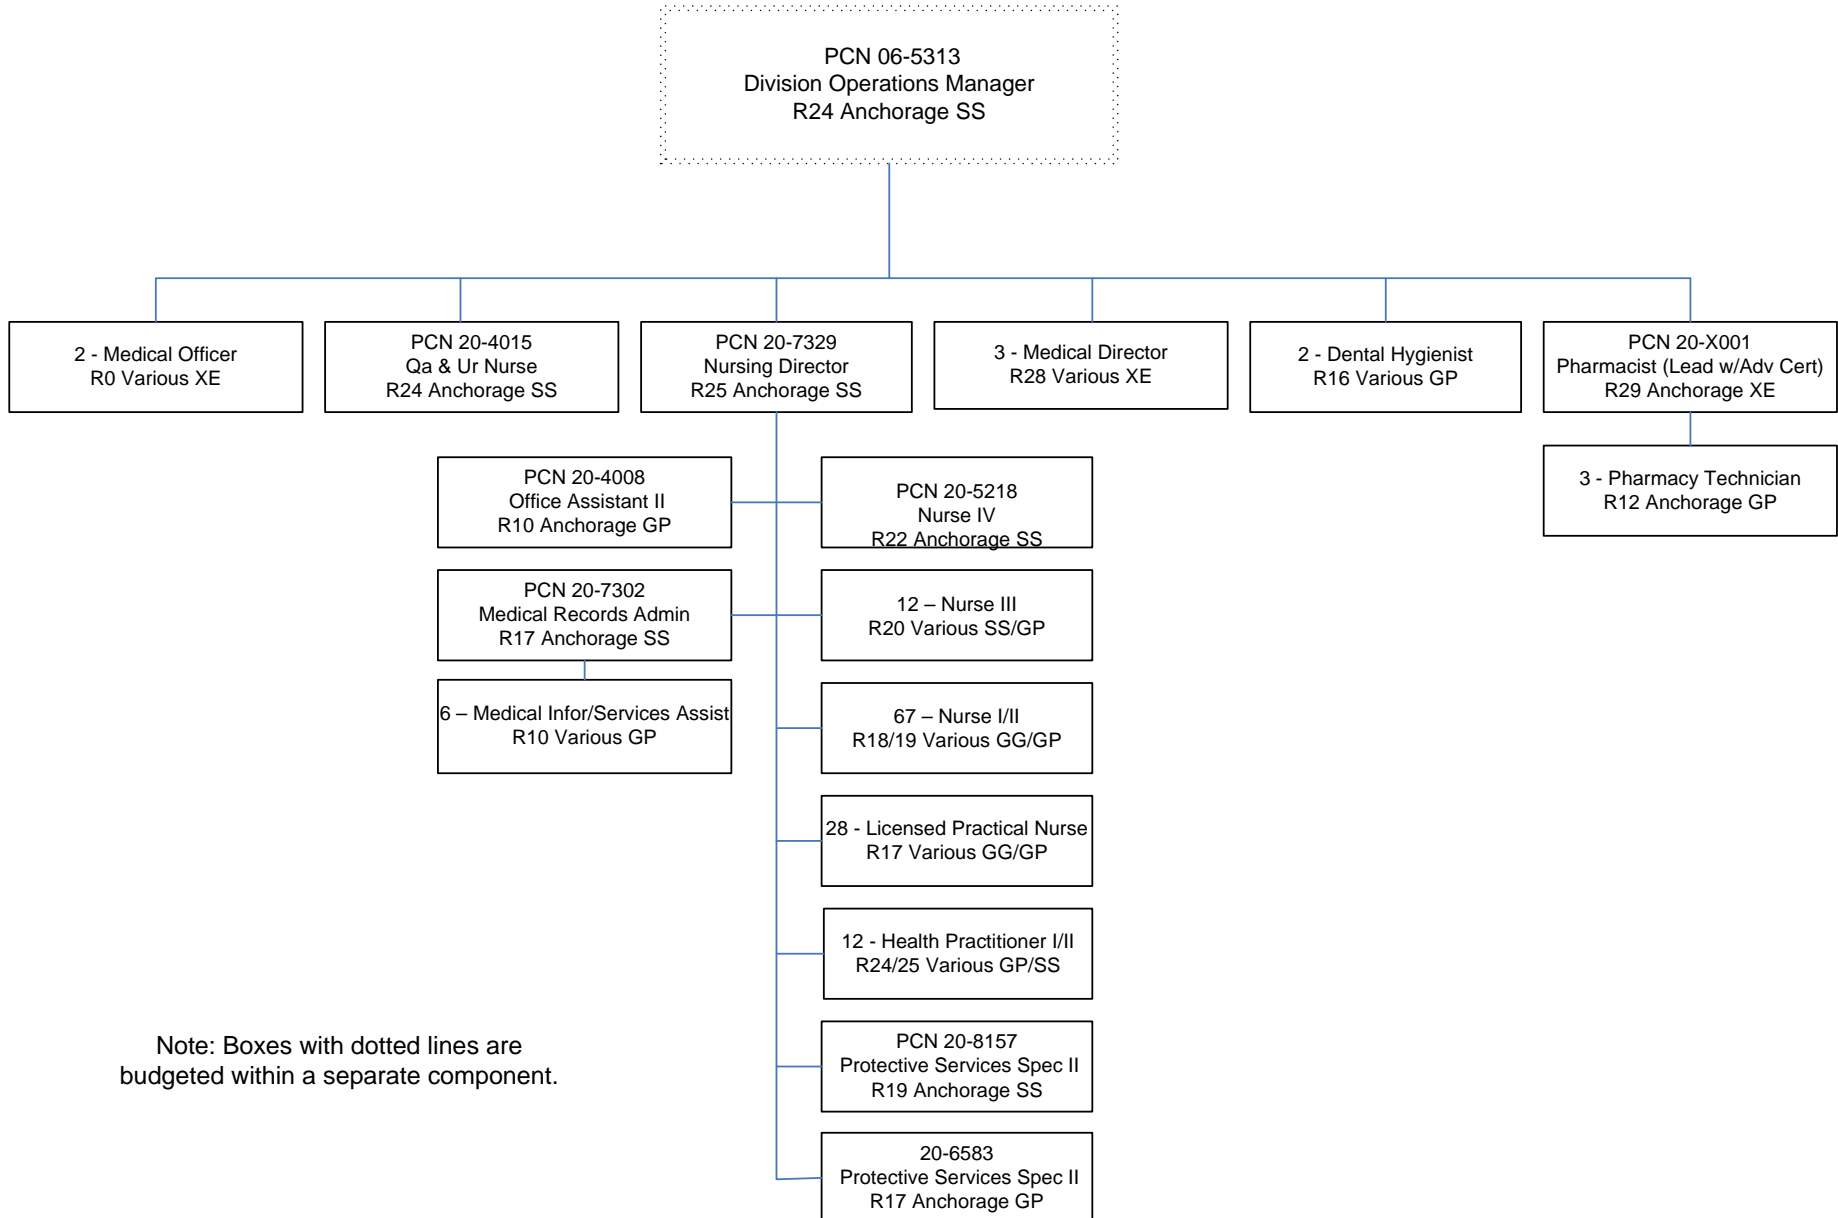 PCN 06-5313
Division Operations Manager
R24 Anchorage SS
2 - Medical Officer
R0 Various XE
PCN 20-4015
Qa & Ur Nurse
R24 Anchorage SS
PCN 20-7329
Nursing Director
R25 Anchorage SS
3 - Medical Director
R28 Various XE
2 - Dental Hygienist
R16 Various GP
PCN 20-X001
Pharmacist (Lead w/Adv Cert)
R29 Anchorage XE
PCN 20-4008
Office Assistant II
R10 Anchorage GP
PCN 20-5218
Nurse IV
R22 Anchorage SS
3 - Pharmacy Technician
R12 Anchorage GP
PCN 20-7302
Medical Records Admin
R17 Anchorage SS
12 – Nurse III
R20 Various SS/GP
6 – Medical Infor/Services Assist
R10 Various GP
67 – Nurse I/II
R18/19 Various GG/GP
28 - Licensed Practical Nurse
R17 Various GG/GP
12 - Health Practitioner I/II
R24/25 Various GP/SS
Note: Boxes with dotted lines are
budgeted within a separate component.
PCN 20-8157
Protective Services Spec II
R19 Anchorage SS
20-6583
Protective Services Spec II
R17 Anchorage GP